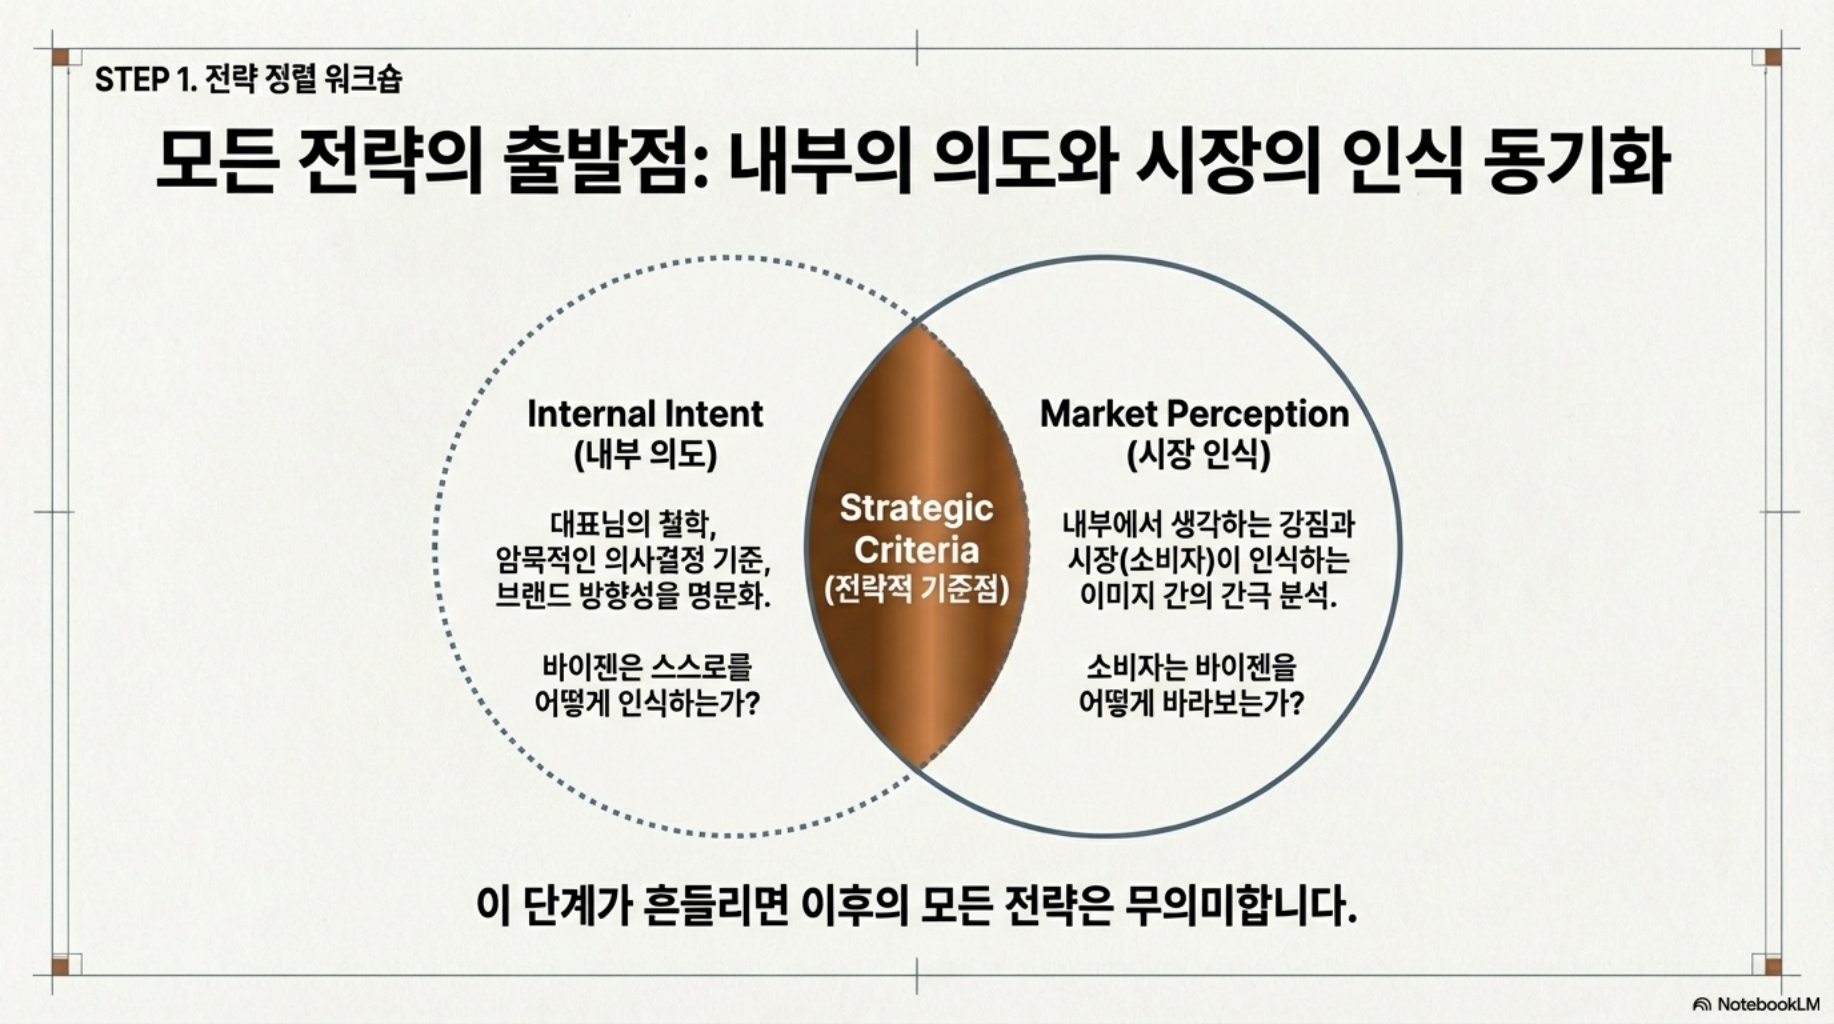 STEP 1. 전략 정렬 워크숍
모든 전략의 출발점: 내부의 의도와 시장의 인식 동기화
Internal Intent
(내부 의도)
대표님의 철학,
암묵적인 의사결정 기준,
브랜드 방향성을 명문화.
바이젠은 스스로를
어떻게 인식하는가?
Strategic
Criteria
(전략적 기준점)
Market Perception
(시장 인식)
내부에서 생각하는 강점과
시장(소비자)이 인식하는
이미지 간의 간극 분석.
소비자는 바이젠을
어떻게 바라보는가?
이 단계가 흔들리면 이후의 모든 전략은 무의미합니다.
NotebookLM